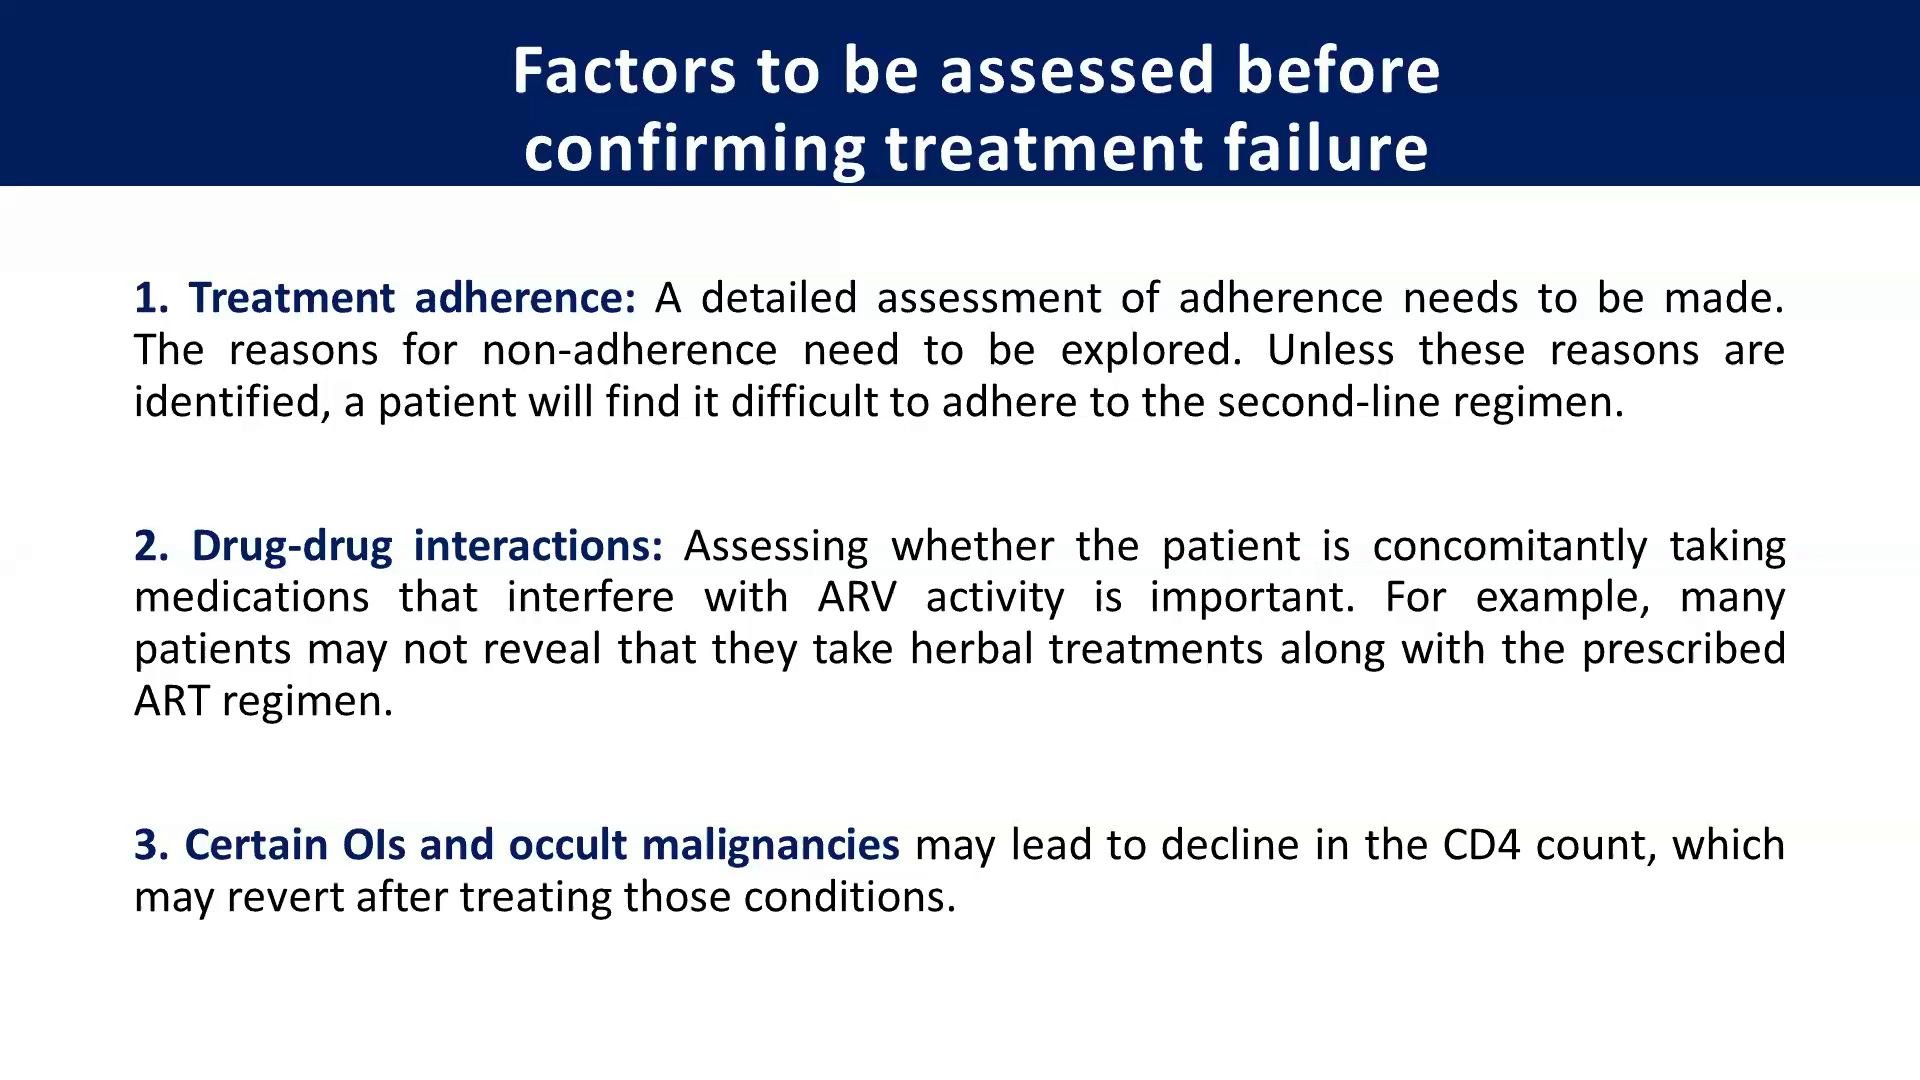 Factors to be assessed before
confirming treatment failure
1. Treatment adherence: A detailed assessment of adherence needs to be made.
The reasons for non-adherence need to be explored. Unless these reasons are
identified, a patient will find it difficult to adhere to the second-line regimen.
2. Drug-drug interactions: Assessing whether the patient is concomitantly taking
medications that interfere with ARV activity is important. For example, many
patients may not reveal that they take herbal treatments along with the prescribed
ART regimen.
3. Certain OIs and occult malignancies may lead to decline in the CD4 count, which
may revert after treating those conditions.